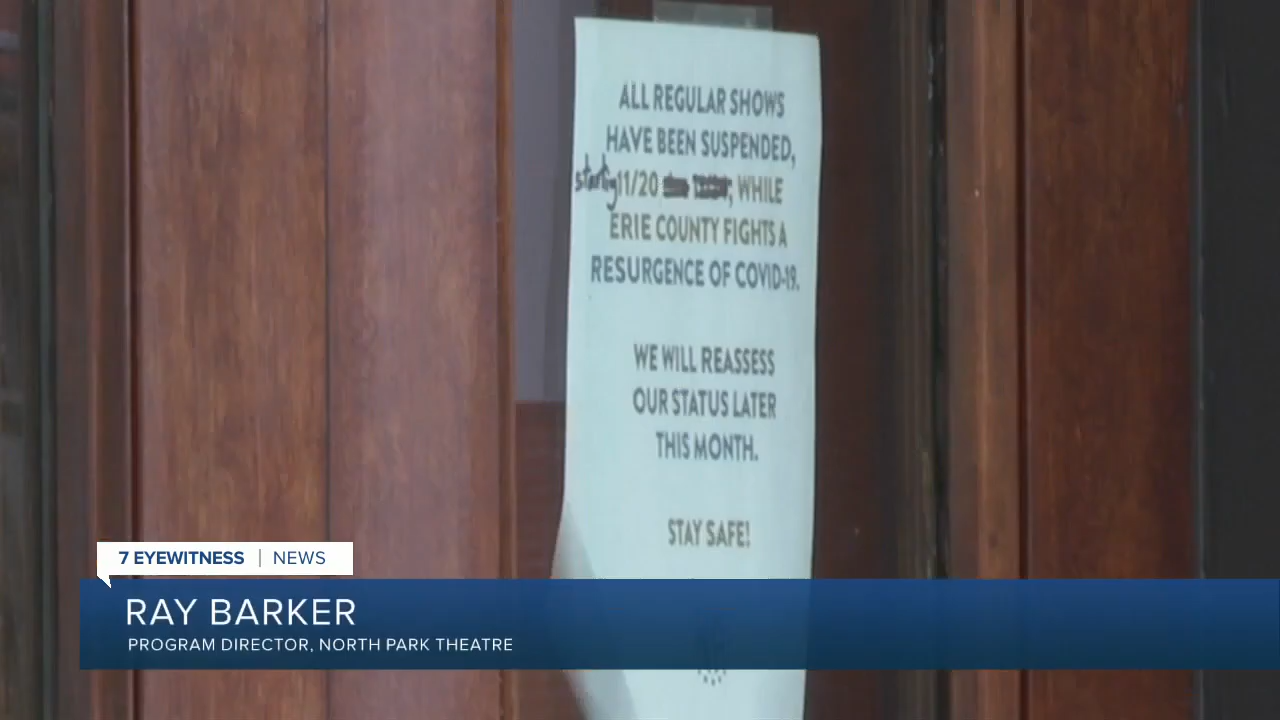 ALL REGULAR SHOWS
HAVE BEEN SUSPENDED,
starting 11/20 , WHILE
ERIE COUNTY FIGHTS A
RESURGENCE OF COVID-19.
WE WILL REASSESS
OUR STATUS LATER
THIS MONTH.
STAY SAFE!
7 EYEWITNESS | NEWS
RAY BARKER
PROGRAM DIRECTOR, NORTH PARK THEATRE